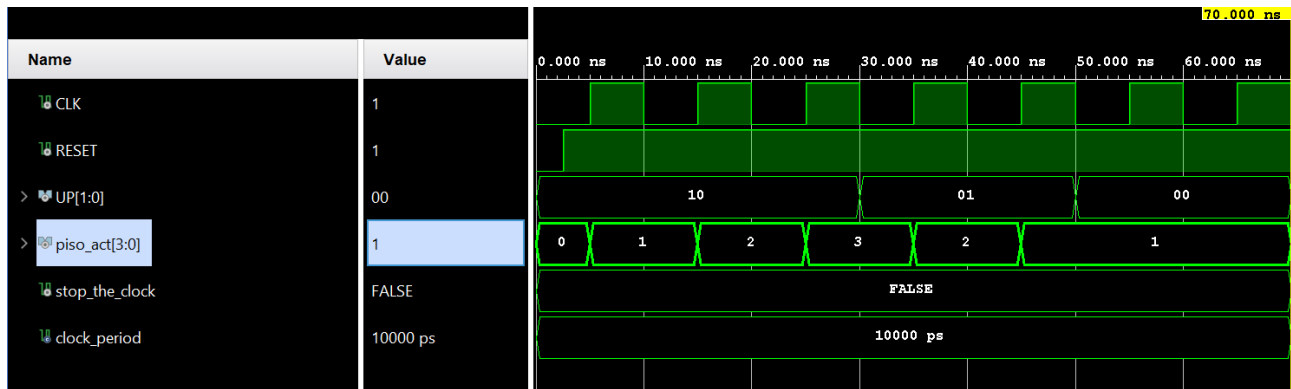 70.000 ns
Name Value
0.000 ns 10.000 ns 20.000 ns 30.000 ns 40.000 ns 50.000 ns 60.000 ns
CLK 1
RESET 1
UP[1:0] 00 10 01 00
piso_act[3:0] 1 0 1 2 3 2 1
stop_the_clock FALSE FALSE
clock_period 10000 ps 10000 ps